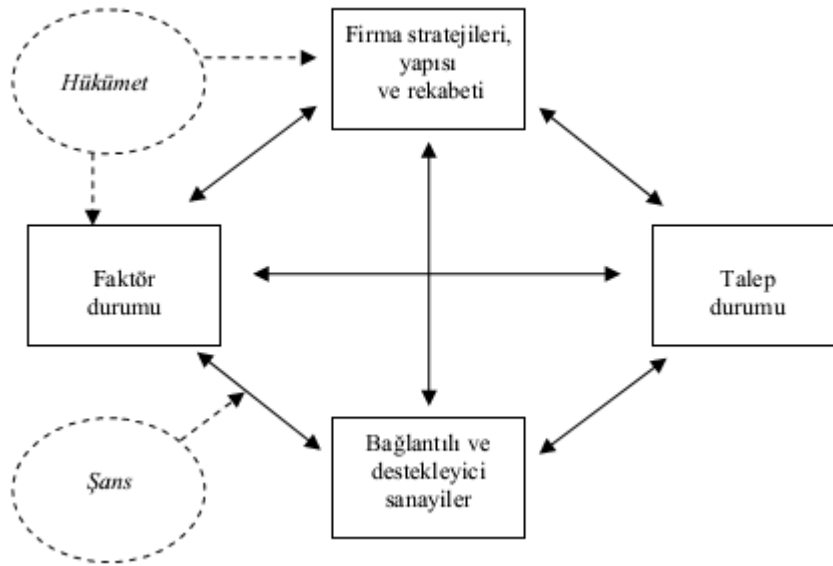 Firma stratejileri,
yapısı
ve rekabeti
Hükümet
Faktör
durumu
Talep
durumu
Bağlantılı ve
destekleyici
sanayiler
Şans